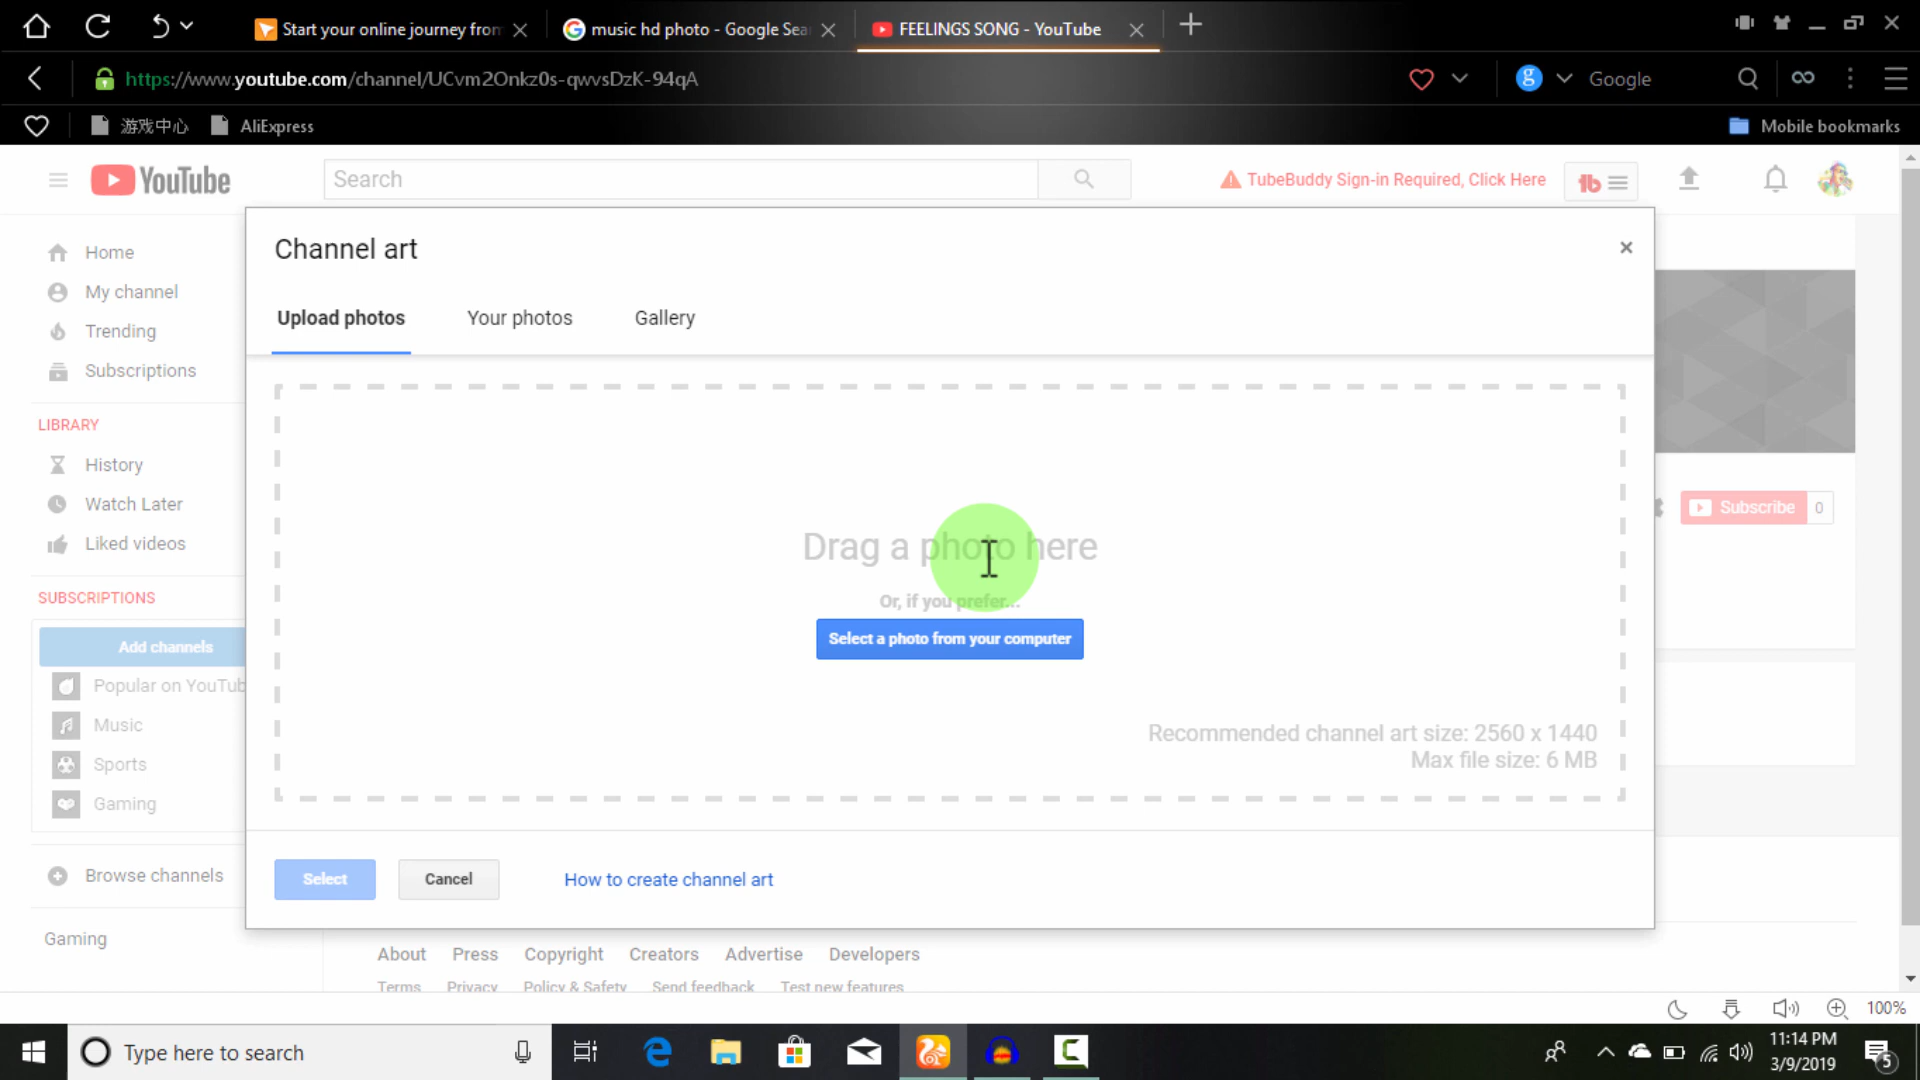 Start your online journey from
music hd photo - Google Sea
FEELINGS SONG - YouTube
https://www.youtube.com/channel/UCvm2Onkz0s-qwvsDzK-94qA
Google
游戏中心
AliExpress
Mobile bookmarks
YouTube
Search
TubeBuddy Sign-in Required, Click Here
tb
Channel art
Upload photos
Your photos
Gallery
Home
My channel
Trending
Subscriptions
LIBRARY
History
Watch Later
Liked videos
SUBSCRIPTIONS
Add channels
Popular on YouTub
Music
Sports
Gaming
Browse channels
Gaming
Drag a photo here
Or, if you prefer...
Select a photo from your computer
Recommended channel art size: 2560 x 1440
Max file size: 6 MB
Subscribe 0
Select
Cancel
How to create channel art
About Press Copyright Creators Advertise Developers
Terms Privacy Policy & Safety Send feedback Test new features
100%
Type here to search
11:14 PM
3/9/2019
5